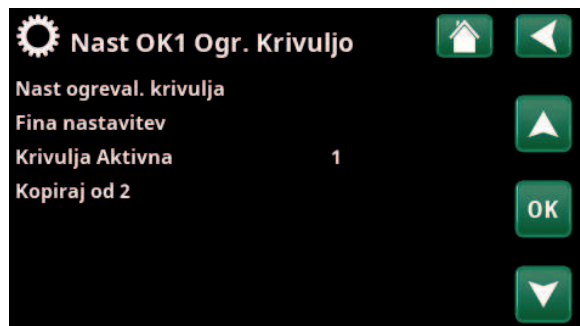 Nast OK1 Ogr. Krivuljo
Nast ogreval. krivulja
Fina nastavitev
Krivulja Aktivna 1
Kopiraj od 2
OK